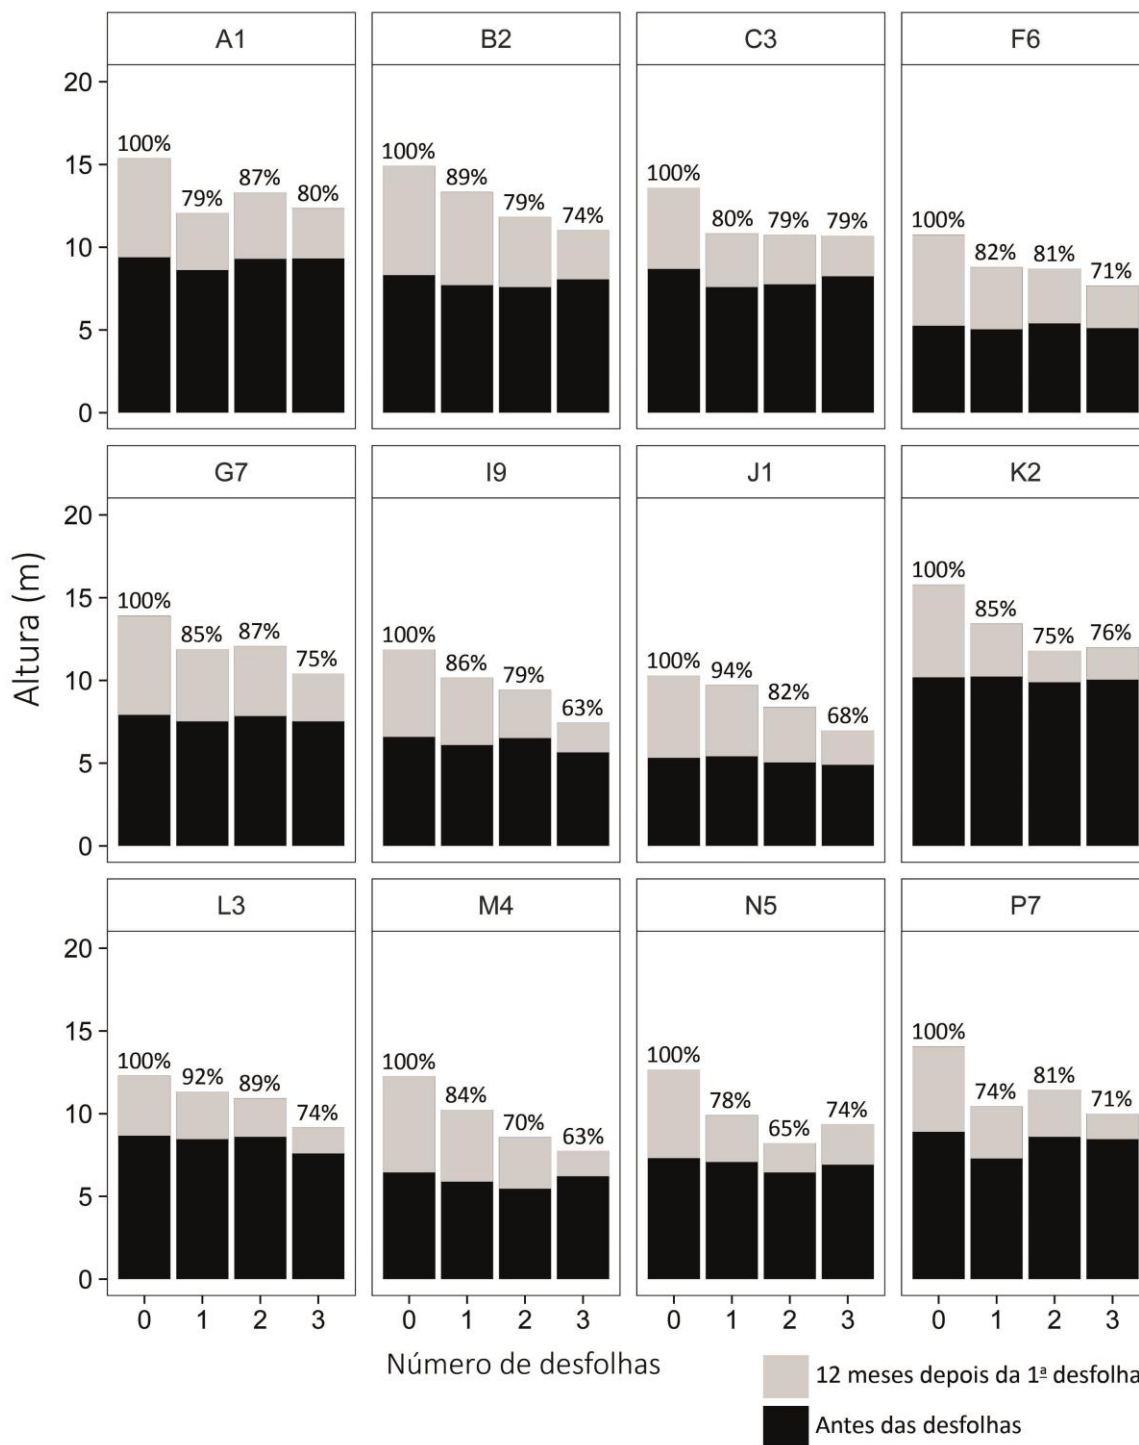 A1 B2 C3 F6
20
15
10
5
0
100% 79% 87% 80%
100% 89% 79% 74%
100% 80% 79% 79%
100% 82% 81% 71%
G7 I9 J1 K2
20
15
10
5
0
100% 85% 87% 75%
100% 86% 79% 63%
100% 94% 82% 68%
100% 85% 75% 76%
Altura (m)
L3 M4 N5 P7
20
15
10
5
0
100% 92% 89% 74%
100% 84% 70% 63%
100% 78% 65% 74%
100% 74% 81% 71%
0 1 2 3 0 1 2 3 0 1 2 3 0 1 2 3
Número de desfolhas
12 meses depois da 1ª desfolha
Antes das desfolhas